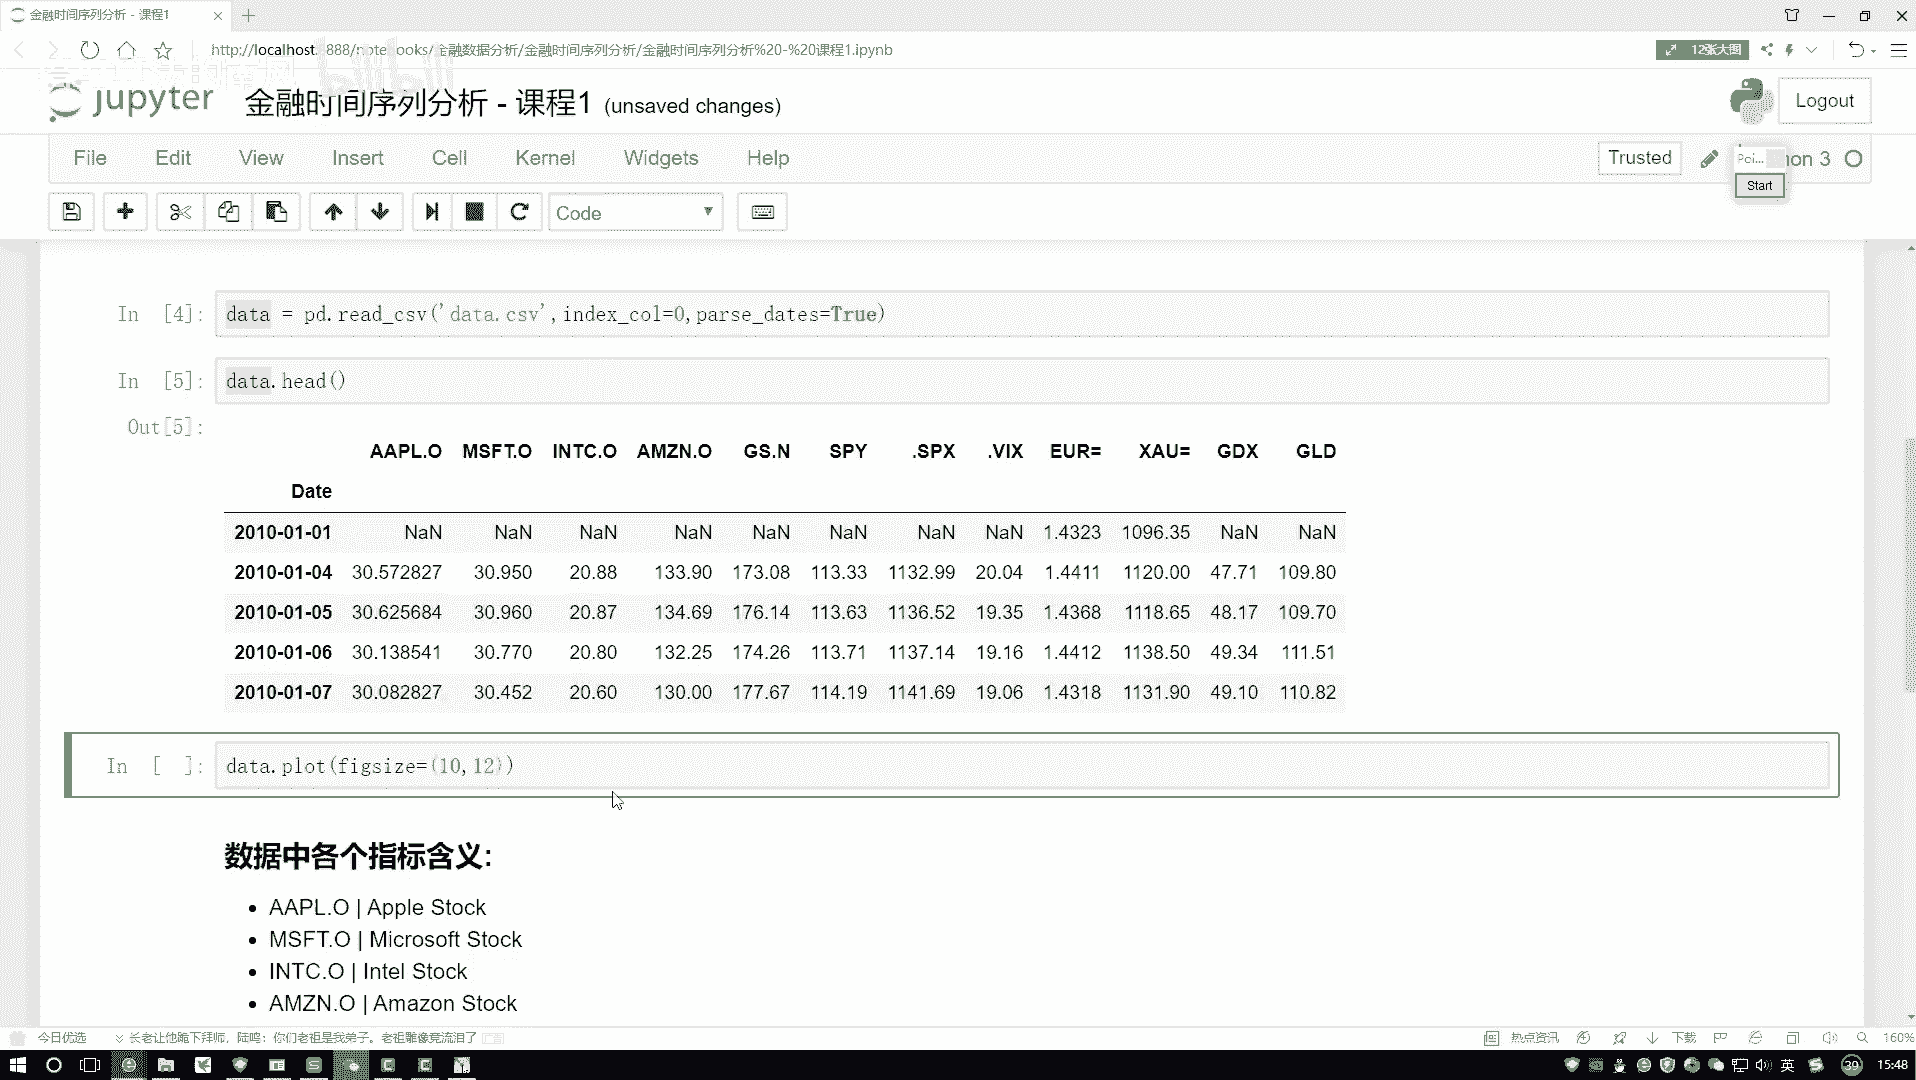 金融时间序列分析 - 课程1
http://localhost:8888/notebooks/金融数据分析/金融时间序列分析/金融时间序列分析%20-%20课程1.ipynb
12张大图
bilibili
jupyter 金融时间序列分析 - 课程1 (unsaved changes)
Logout
File Edit View Insert Cell Kernel Widgets Help
Trusted
Poi... hon 3
Start
Code
In [4]: data = pd.read_csv('data.csv',index_col=0,parse_dates=True)
In [5]: data.head()
Out[5]:
AAPL.O MSFT.O INTC.O AMZN.O GS.N SPY .SPX .VIX EUR= XAU= GDX GLD
Date
2010-01-01 NaN NaN NaN NaN NaN NaN NaN NaN 1.4323 1096.35 NaN NaN
2010-01-04 30.572827 30.950 20.88 133.90 173.08 113.33 1132.99 20.04 1.4411 1120.00 47.71 109.80
2010-01-05 30.625684 30.960 20.87 134.69 176.14 113.63 1136.52 19.35 1.4368 1118.65 48.17 109.70
2010-01-06 30.138541 30.770 20.80 132.25 174.26 113.71 1137.14 19.16 1.4412 1138.50 49.34 111.51
2010-01-07 30.082827 30.452 20.60 130.00 177.67 114.19 1141.69 19.06 1.4318 1131.90 49.10 110.82
In [ ]: data.plot(figsize=(10,12))
数据中各个指标含义:
• AAPL.O | Apple Stock
• MSFT.O | Microsoft Stock
• INTC.O | Intel Stock
• AMZN.O | Amazon Stock
今日优选 长老让他跪下拜师，陆鸣：你们老祖是我弟子。老祖雕像竟流泪了
热点资讯 下载 160%
英 39 15:48